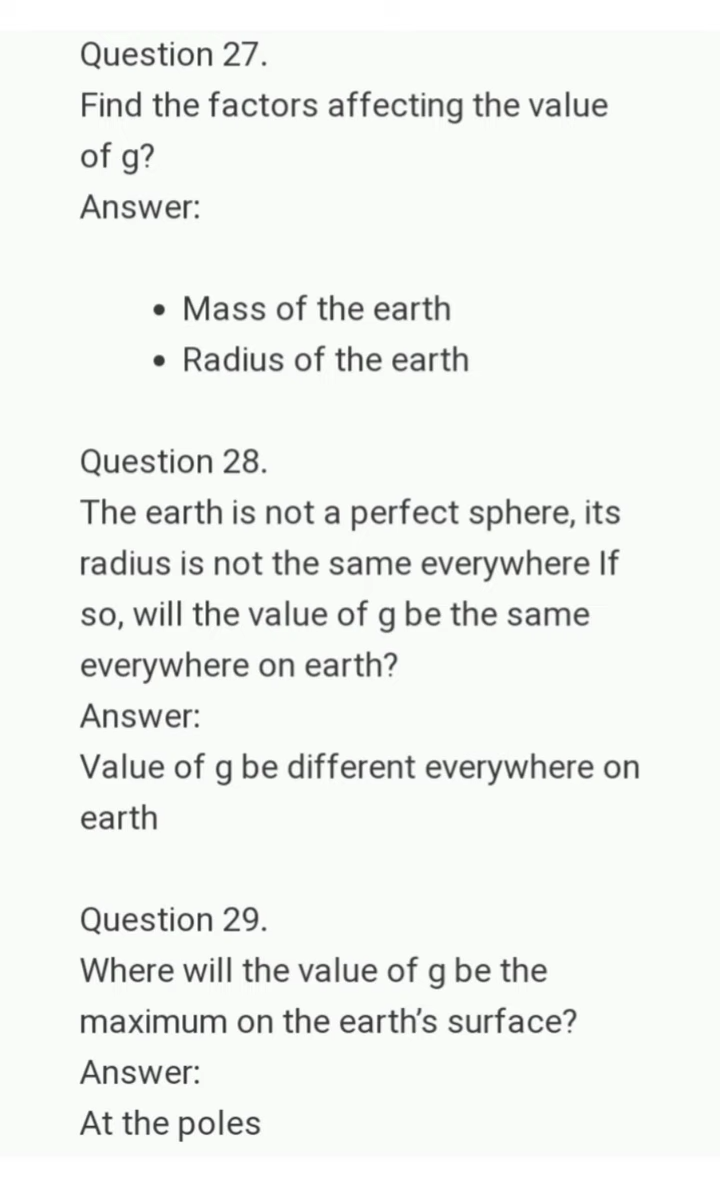 Question 27.
Find the factors affecting the value
of g?
Answer:
• Mass of the earth
• Radius of the earth
Question 28.
The earth is not a perfect sphere, its
radius is not the same everywhere If
so, will the value of g be the same
everywhere on earth?
Answer:
Value of g be different everywhere on
earth
Question 29.
Where will the value of g be the
maximum on the earth's surface?
Answer:
At the poles